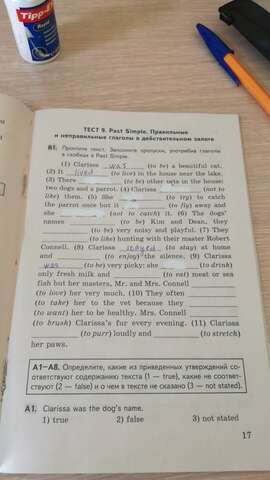 Tipp-Ex
ТЕСТ 9. Past Simple. Правильные
и неправильные глаголы в действительном залоге
B1. Прочтите текст. Заполните пропуски, употребив глаголы
в скобках в Past Simple.
(1) Clarissa was (to be) a beautiful cat.
(2) It lived (to live) in the house near the lake.
(3) There (to be) other cats in the house:
two dogs and a parrot. (4) Clarissa (not to
like) them. (5) She (to try) to catch
the parrot once but it (to fly) away and
she (not to catch) it. (6) The dogs'
names (to be) Kim and Dean, they
(to be) very noisy and playful. (7) They
(to like) hunting with their master Robert
Connell. (8) Clarissa stayed (to stay) at home
and (to enjoy) the silence. (9) Clarissa
was (to be) very picky: she (to drink)
only fresh milk and (to eat) meat or sea
fish but her masters, Mr. and Mrs. Connell
(to love) her very much. (10) They often
(to take) her to the vet because they
(to want) her to be healthy. Mrs. Connell
(to brush) Clarissa's fur every evening. (11) Clarissa
(to purr) loudly and (to stretch)
her paws.
A1–A8. Определите, какие из приведенных утверждений со-
ответствуют содержанию текста (1 — true), какие не соответ-
ствуют (2 — false) и о чем в тексте не сказано (3 — not stated).
A1. Clarissa was the dog's name.
1) true 2) false 3) not stated
17